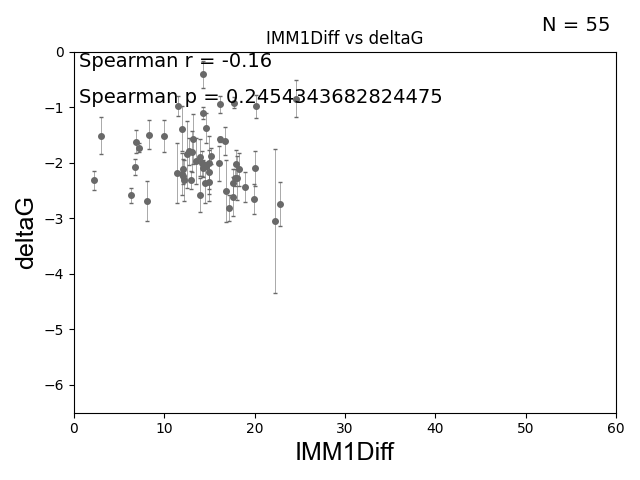 N = 55
IMM1Diff vs deltaG
Spearman r = -0.16
Spearman p = 0.2454343682824475
0
−1
−2
−3
−4
−5
−6
deltaG
0 10 20 30 40 50 60
IMM1Diff